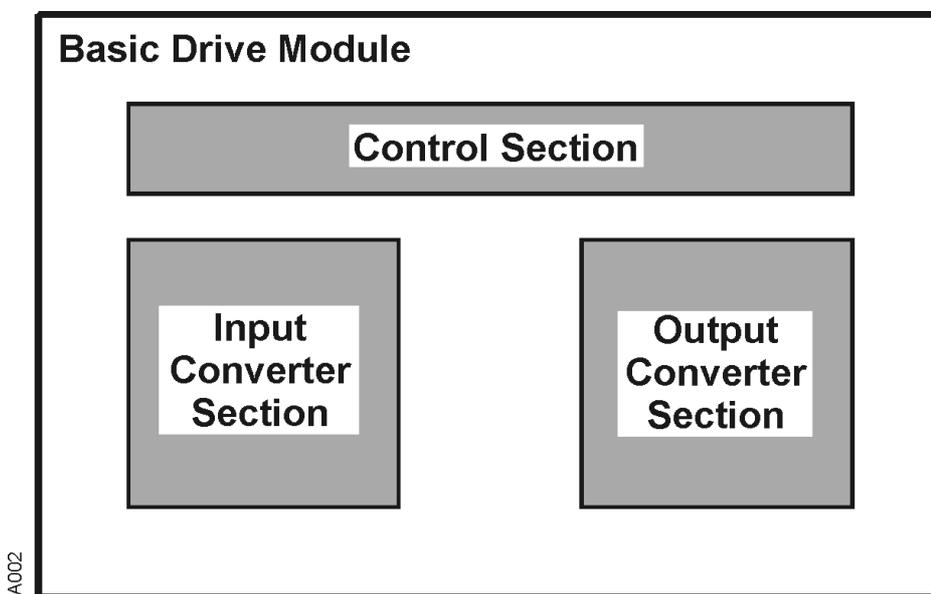 Basic Drive Module
Control Section
Input
Converter
Section
Output
Converter
Section
A002